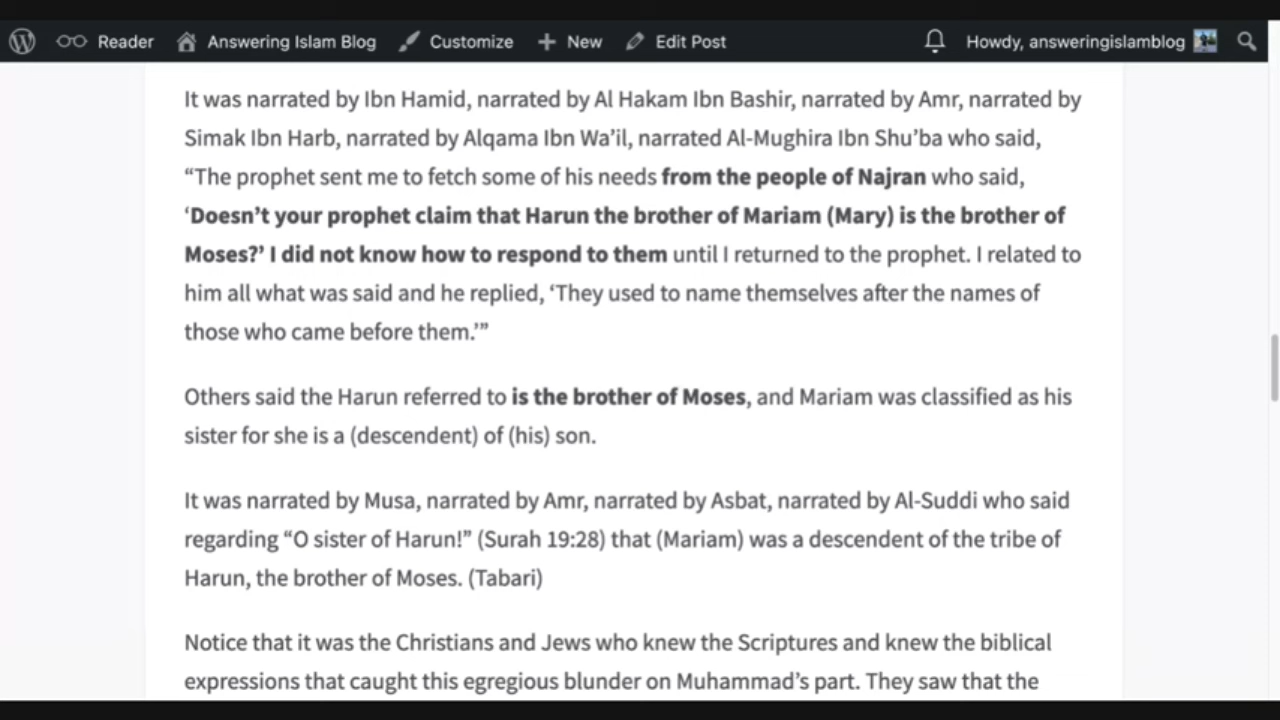 Reader Answering Islam Blog Customize New Edit Post Howdy, answeringislamblog
It was narrated by Ibn Hamid, narrated by Al Hakam Ibn Bashir, narrated by Amr, narrated by
Simak Ibn Harb, narrated by Alqama Ibn Wa’il, narrated Al-Mughira Ibn Shu’ba who said,
“The prophet sent me to fetch some of his needs from the people of Najran who said,
‘Doesn’t your prophet claim that Harun the brother of Mariam (Mary) is the brother of
Moses?’ I did not know how to respond to them until I returned to the prophet. I related to
him all what was said and he replied, ‘They used to name themselves after the names of
those who came before them.’”
Others said the Harun referred to is the brother of Moses, and Mariam was classified as his
sister for she is a (descendent) of (his) son.
It was narrated by Musa, narrated by Amr, narrated by Asbat, narrated by Al-Suddi who said
regarding “O sister of Harun!” (Surah 19:28) that (Mariam) was a descendent of the tribe of
Harun, the brother of Moses. (Tabari)
Notice that it was the Christians and Jews who knew the Scriptures and knew the biblical
expressions that caught this egregious blunder on Muhammad’s part. They saw that the